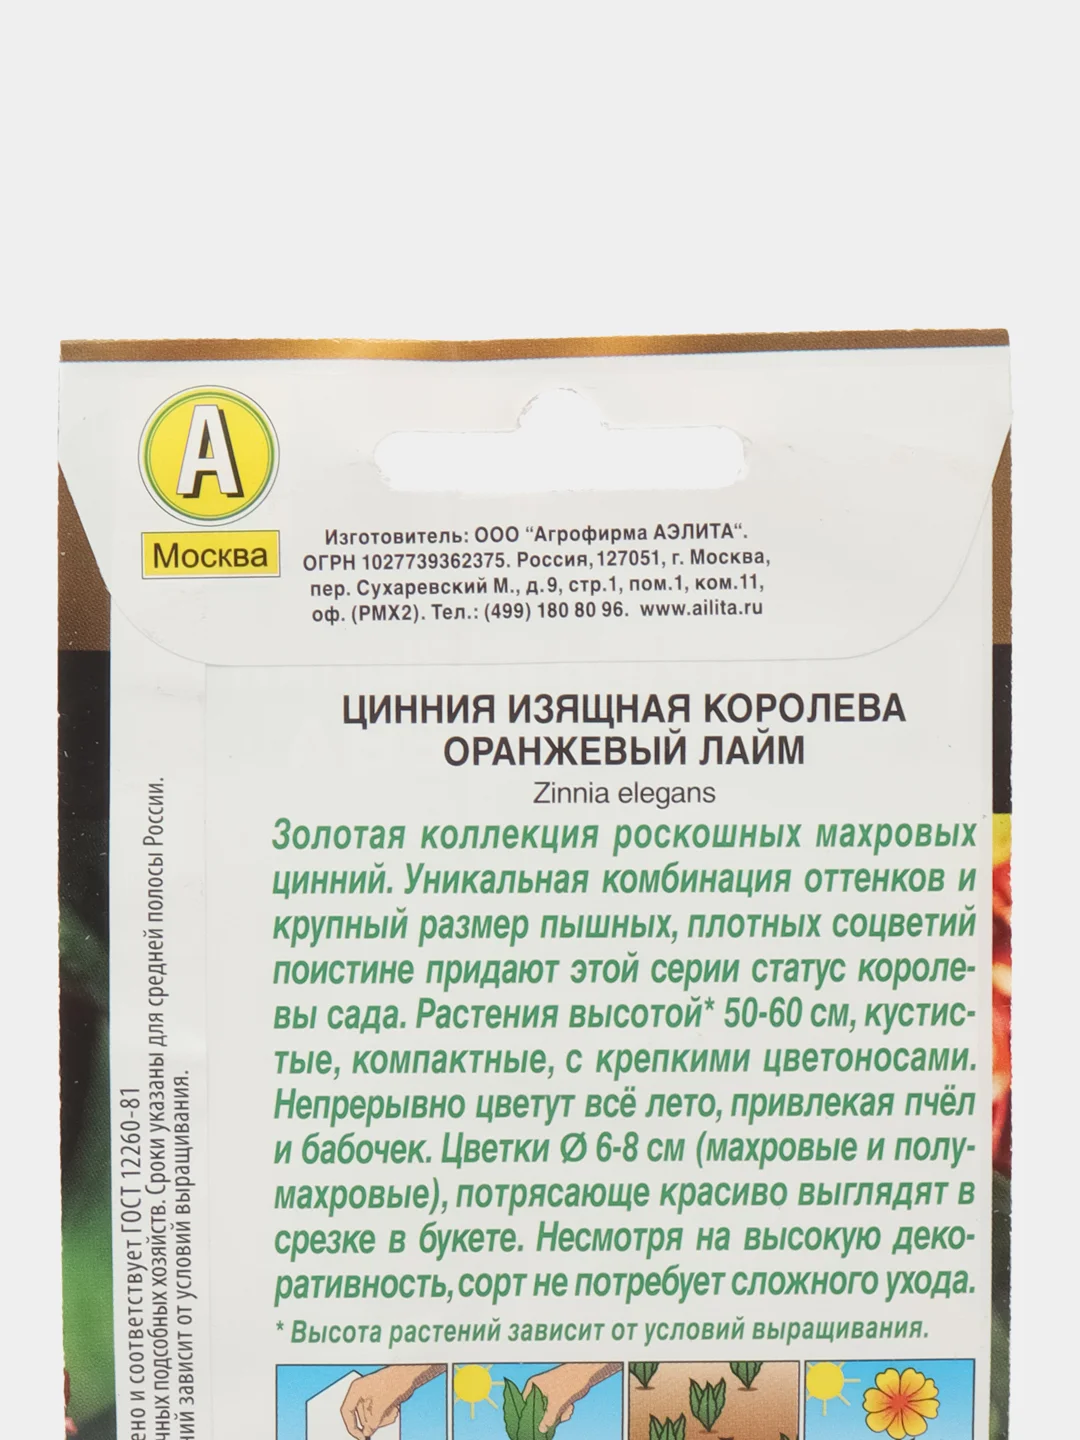 А
Москва
Изготовитель: ООО “Агрофирма АЭЛИТА“.
ОГРН 1027739362375. Россия, 127051, г. Москва,
пер. Сухаревский М., д.9, стр.1, пом.1, ком.11,
оф. (РМХ2). Тел.: (499) 180 80 96. www.ailita.ru
ЦИННИЯ ИЗЯЩНАЯ КОРОЛЕВА
ОРАНЖЕВЫЙ ЛАЙМ
Zinnia elegans
Золотая коллекция роскошных махровых
цинний. Уникальная комбинация оттенков и
крупный размер пышных, плотных соцветий
поистине придают этой серии статус короле-
вы сада. Растения высотой* 50-60 см, кустис-
тые, компактные, с крепкими цветоносами.
Непрерывно цветут всё лето, привлекая пчёл
и бабочек. Цветки Ø 6-8 см (махровые и полу-
махровые), потрясающе красиво выглядят в
срезке в букете. Несмотря на высокую деко-
ративность, сорт не потребует сложного ухода.
* Высота растений зависит от условий выращивания.
и соответствует ГОСТ 12260-81
подсобных хозяйств. Сроки указаны для средней полосы России.
зависит от условий выращивания.